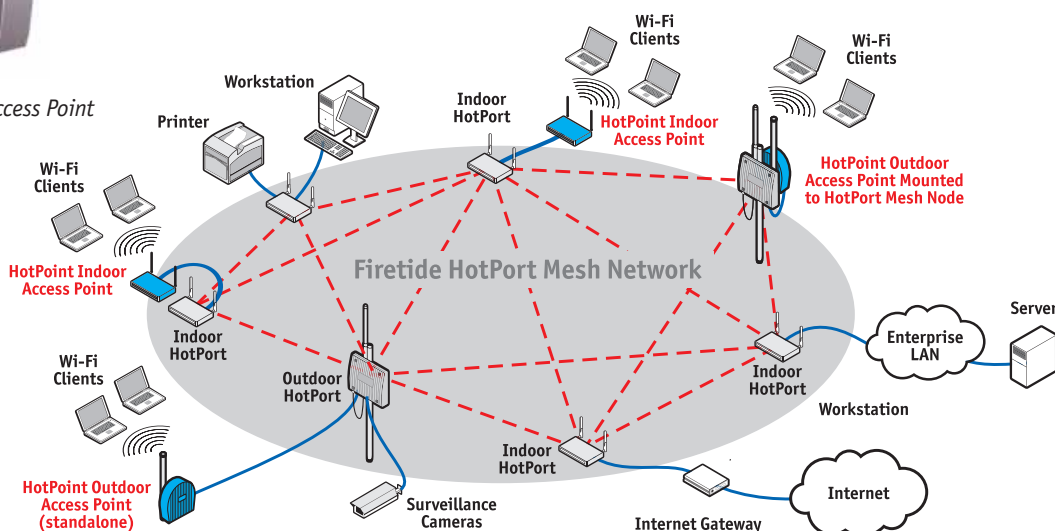 ccess Point
Wi-Fi
Clients
Wi-Fi
Clients
Workstation
Printer
Indoor
HotPort
HotPoint Indoor
Access Point
HotPoint Outdoor
Access Point Mounted
to HotPort Mesh Node
Wi-Fi
Clients
HotPoint Indoor
Access Point
Firetide HotPort Mesh Network
Indoor
HotPort
Server
Enterprise
LAN
Wi-Fi
Clients
Outdoor
HotPort
Indoor
HotPort
Workstation
Indoor
HotPort
HotPoint Outdoor
Access Point
(standalone)
Surveillance
Cameras
Internet Gateway
Internet